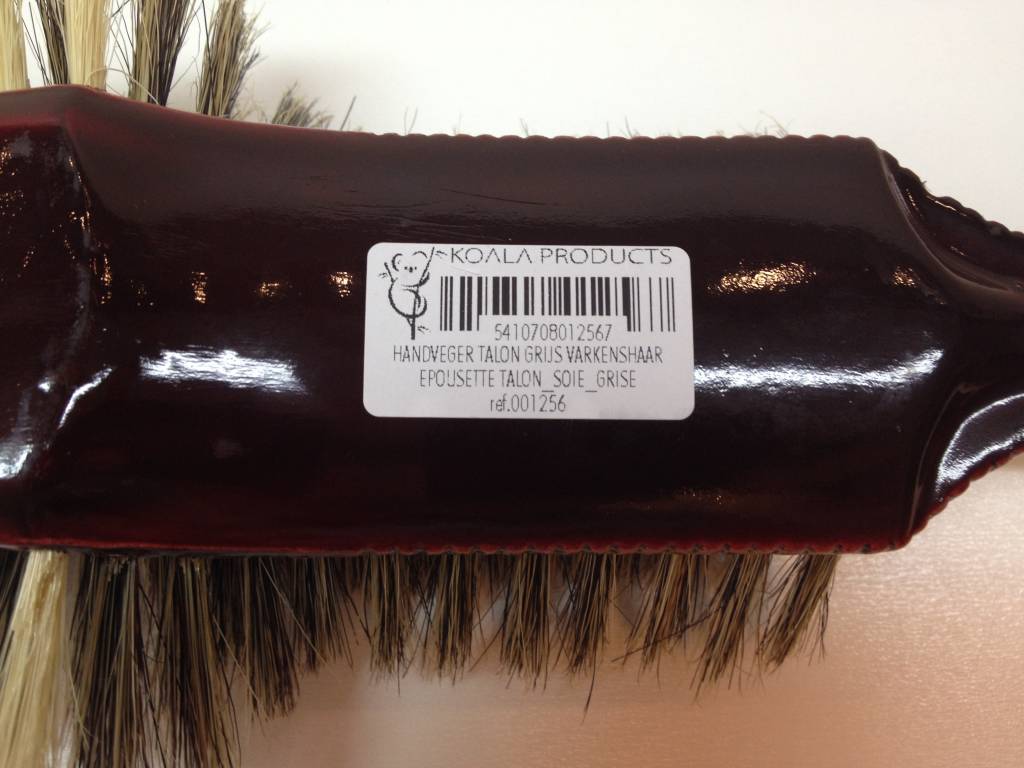 KOALA PRODUCTS
5410708012567
HANDVEGER TALON GRIJS VARKENSHAAR
EPOUSETTE TALON_SOIE_GRISE
ref.001256